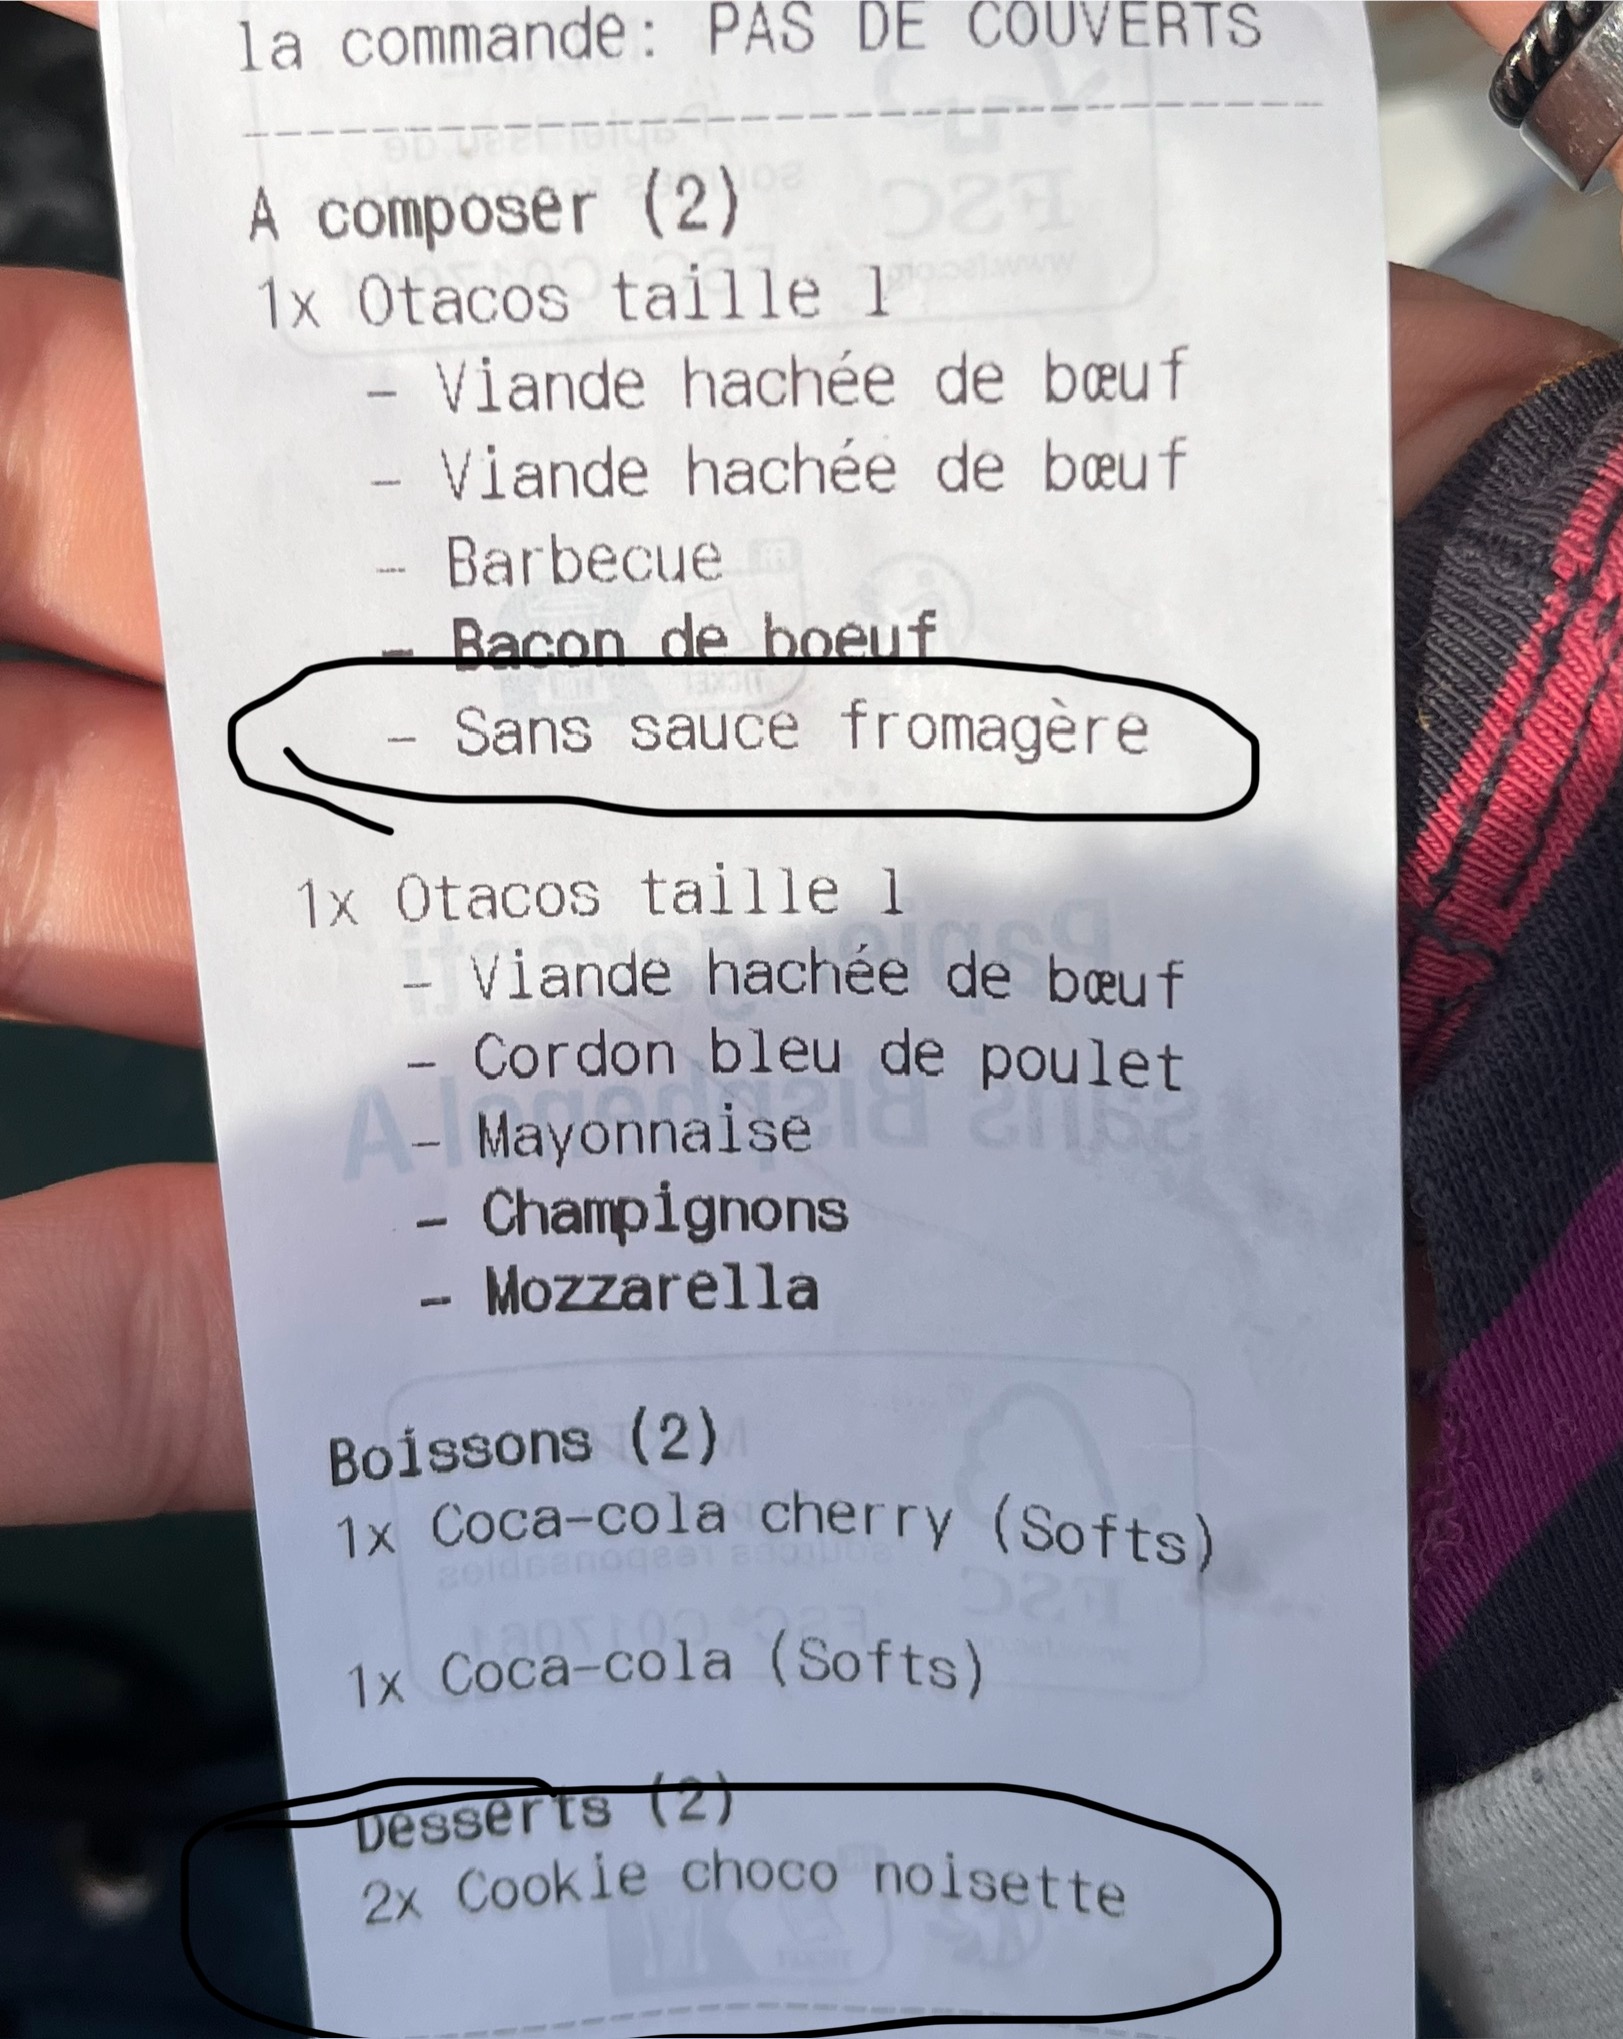 la commande: PAS DE COUVERTS
A composer (2)
1x Otacos taille l
- Viande hachée de bœuf
- Viande hachée de bœuf
- Barbecue
- Bacon de boeuf
- Sans sauce fromagère
1x Otacos taille l
- Viande hachée de bœuf
- Cordon bleu de poulet
- Mayonnaise
- Champignons
- Mozzarella
Boissons (2)
1x Coca-cola cherry (Softs)
1x Coca-cola (Softs)
Desserts (2)
2x Cookie choco noisette